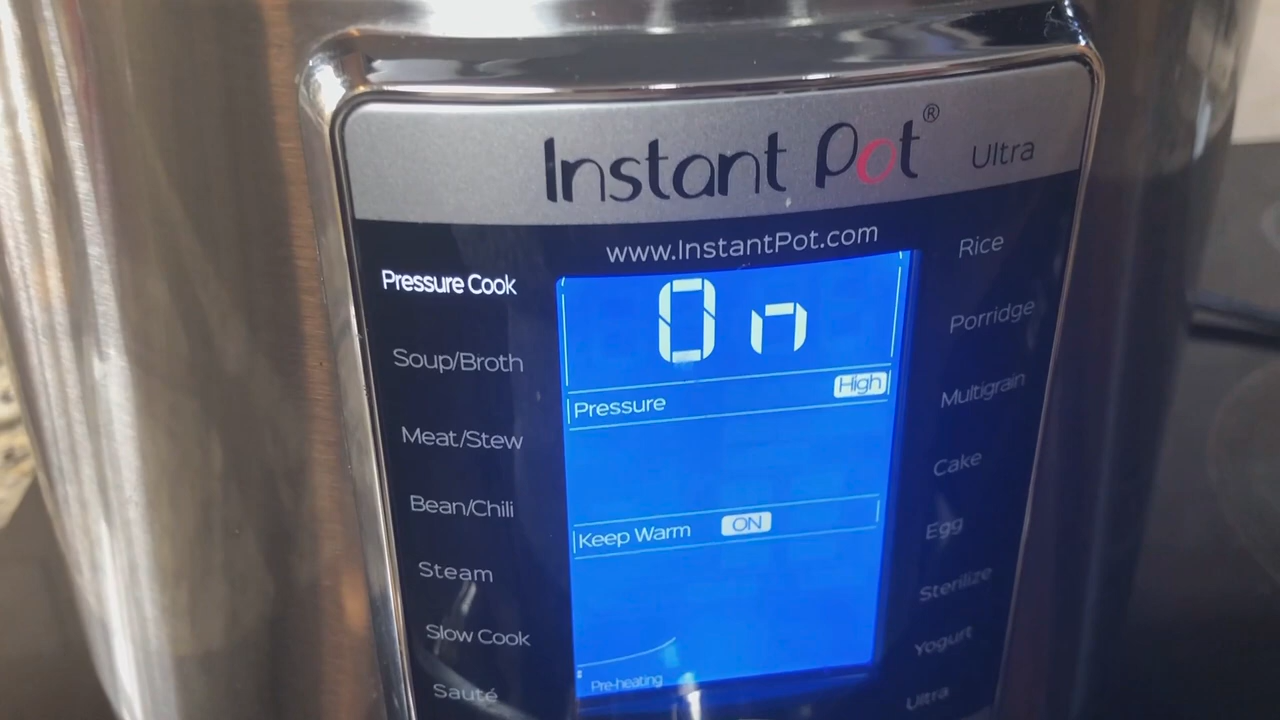 Instant Pot® Ultra
www.InstantPot.com
Pressure Cook
Soup/Broth
Meat/Stew
Bean/Chili
Steam
Slow Cook
Sauté
On
Pressure High
Keep Warm ON
Pre-heating
Rice
Porridge
Multigrain
Cake
Egg
Sterilize
Yogurt
Ultra